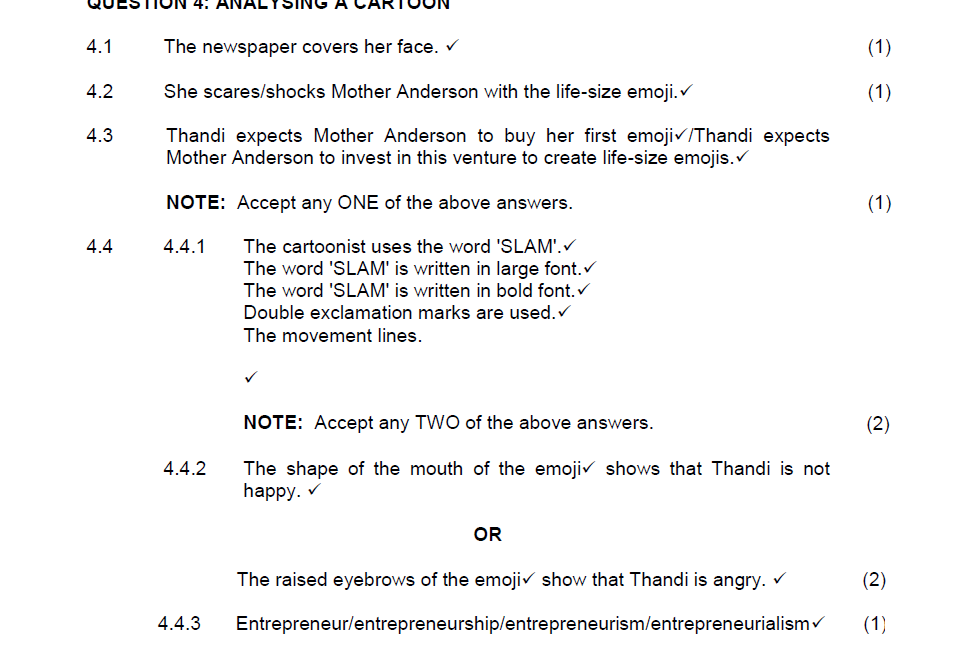 QUESTION 4: ANALYSING A CARTOON
4.1 The newspaper covers her face. ✓ (1)
4.2 She scares/shocks Mother Anderson with the life-size emoji.✓ (1)
4.3 Thandi expects Mother Anderson to buy her first emoji✓/Thandi expects
Mother Anderson to invest in this venture to create life-size emojis.✓
NOTE: Accept any ONE of the above answers. (1)
4.4 4.4.1 The cartoonist uses the word 'SLAM'.✓
The word 'SLAM' is written in large font.✓
The word 'SLAM' is written in bold font.✓
Double exclamation marks are used.✓
The movement lines.
✓
NOTE: Accept any TWO of the above answers. (2)
4.4.2 The shape of the mouth of the emoji✓ shows that Thandi is not
happy. ✓
OR
The raised eyebrows of the emoji✓ show that Thandi is angry. ✓ (2)
4.4.3 Entrepreneur/entrepreneurship/entrepreneurism/entrepreneurialism✓ (1)